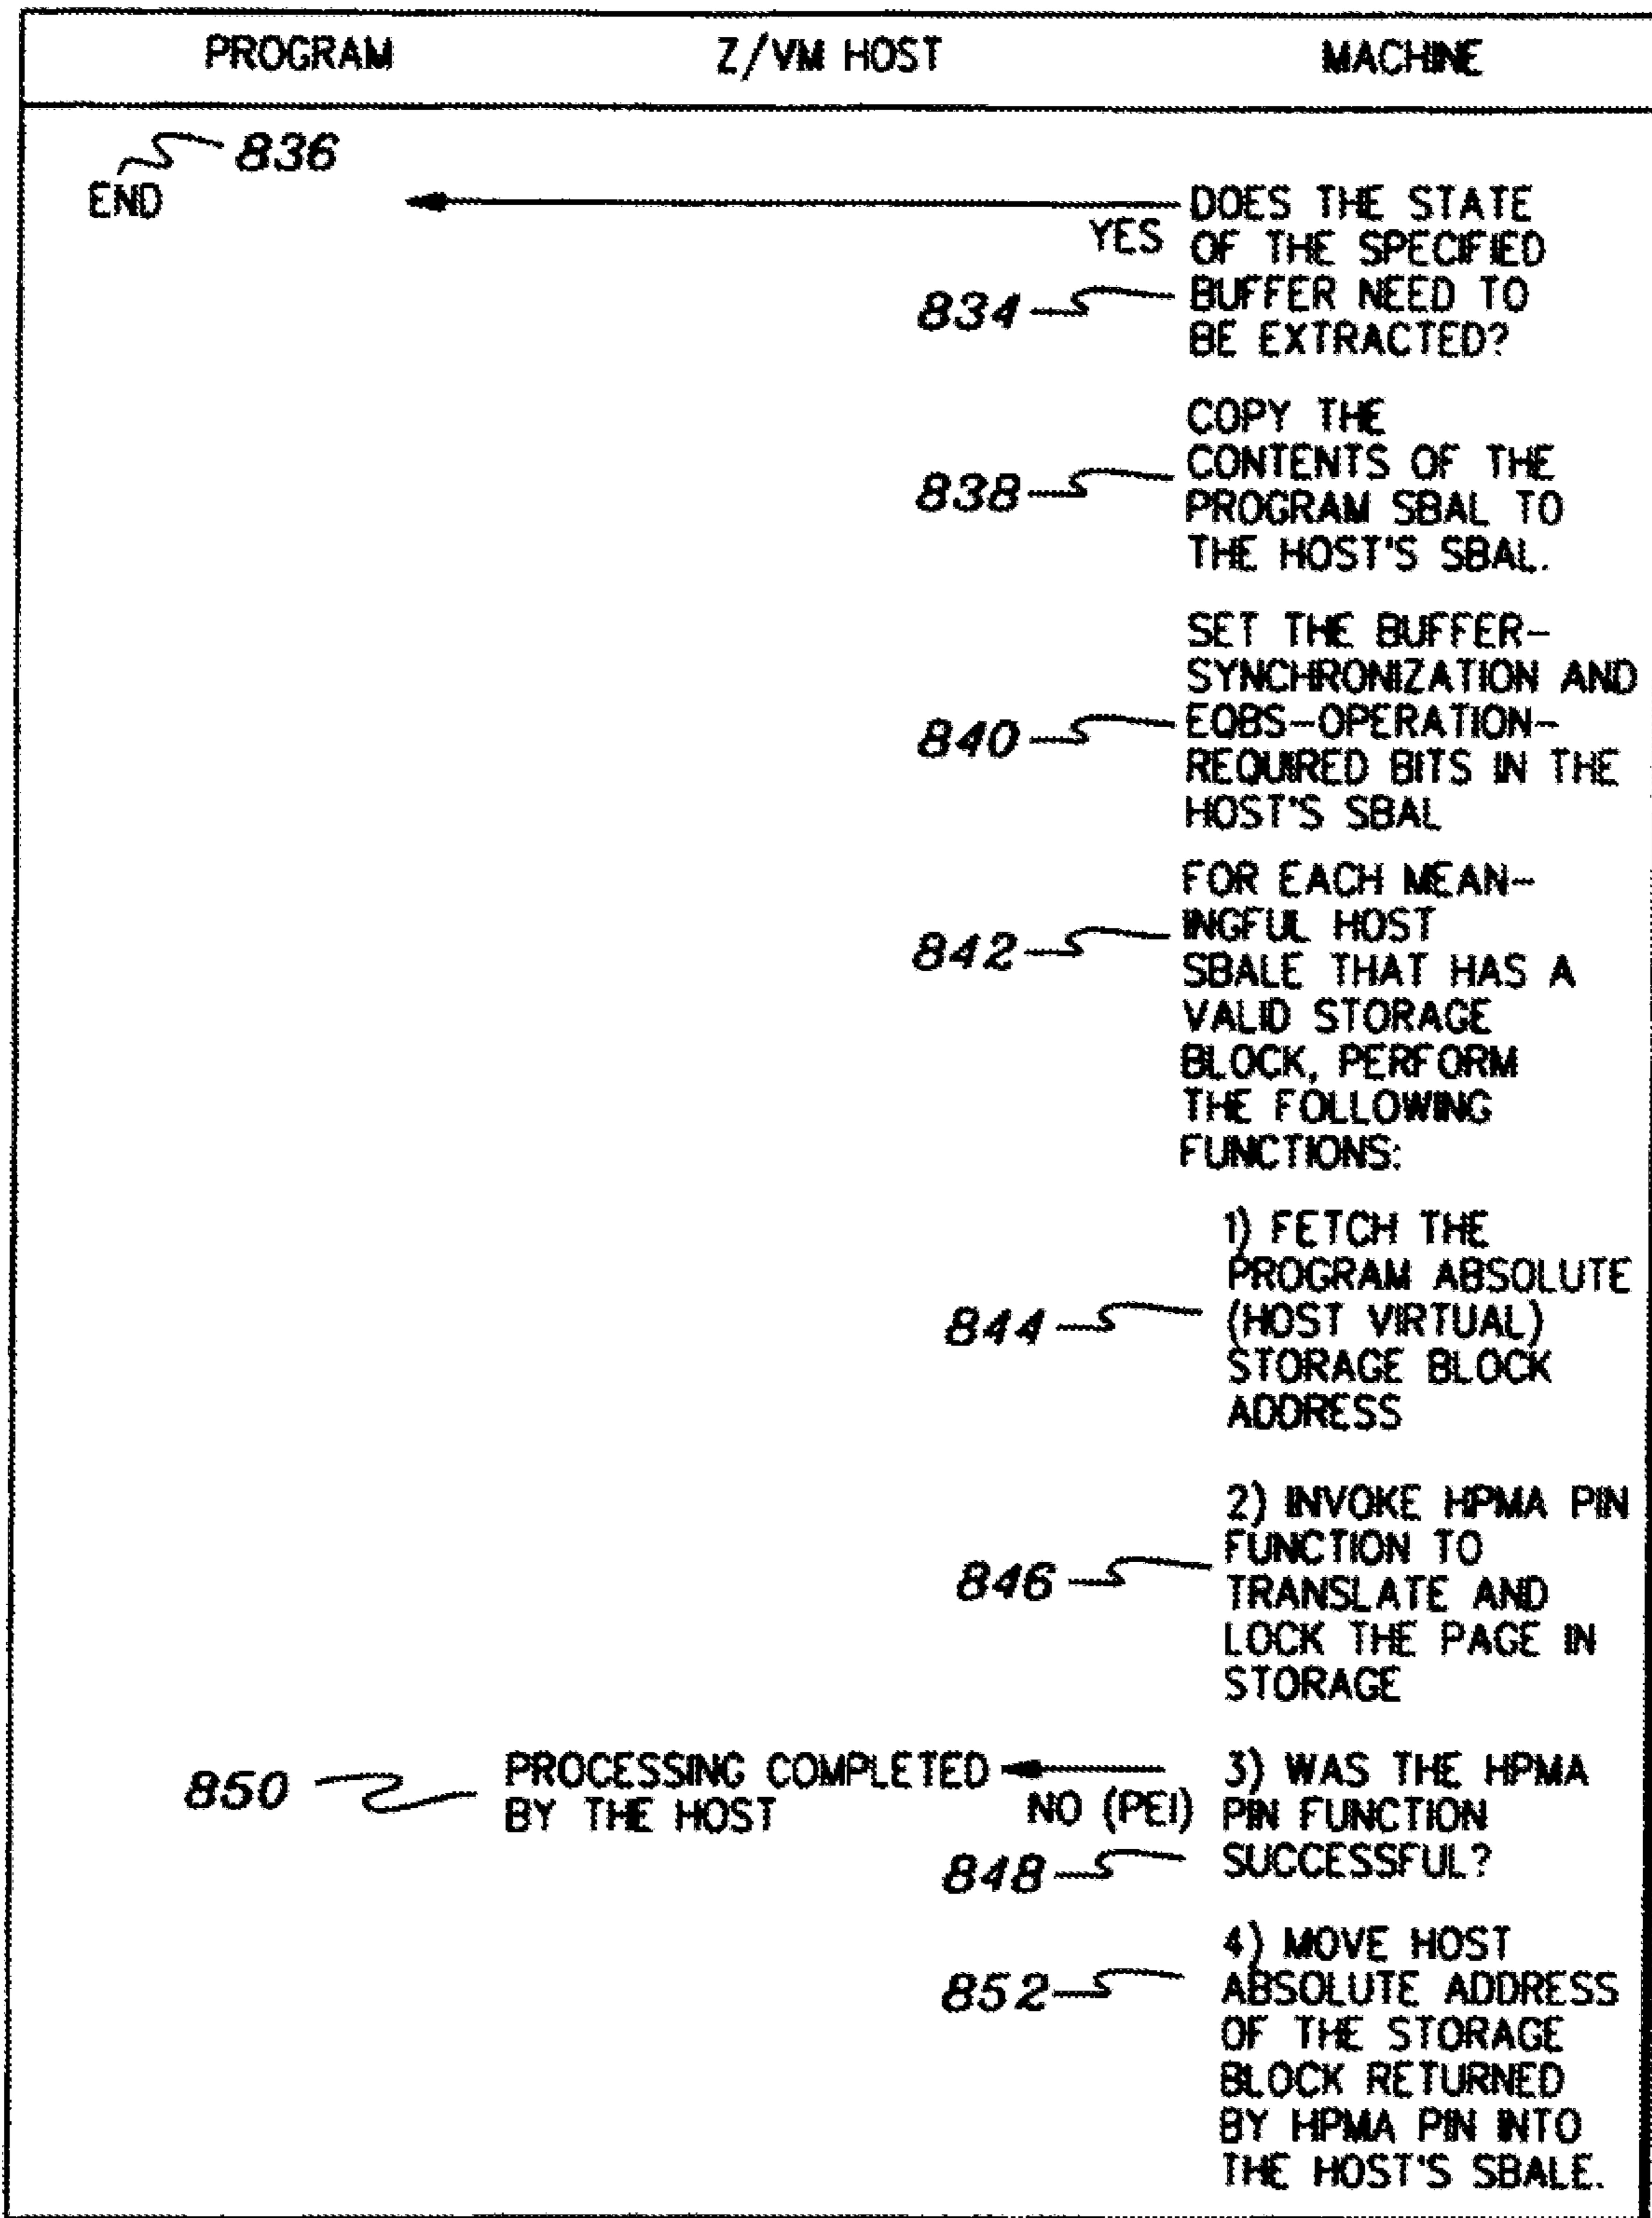 PROGRAM Z/VM HOST MACHINE
836
END
DOES THE STATE
YES OF THE SPECIFIED
834 BUFFER NEED TO
BE EXTRACTED?
COPY THE
CONTENTS OF THE
838 PROGRAM SBAL TO
THE HOST'S SBAL.
SET THE BUFFER-
SYNCHRONIZATION AND
840 EQBS-OPERATION-
REQUIRED BITS IN THE
HOST'S SBAL
FOR EACH MEAN-
842 INGFUL HOST
SBALE THAT HAS A
VALID STORAGE
BLOCK, PERFORM
THE FOLLOWING
FUNCTIONS:
1) FETCH THE
PROGRAM ABSOLUTE
844 (HOST VIRTUAL)
STORAGE BLOCK
ADDRESS
2) INVOKE HPMA PIN
FUNCTION TO
846 TRANSLATE AND
LOCK THE PAGE IN
STORAGE
850 PROCESSING COMPLETED
BY THE HOST
3) WAS THE HPMA
NO (PEI) PIN FUNCTION
848 SUCCESSFUL?
4) MOVE HOST
852 ABSOLUTE ADDRESS
OF THE STORAGE
BLOCK RETURNED
BY HPMA PIN INTO
THE HOST'S SBALE.